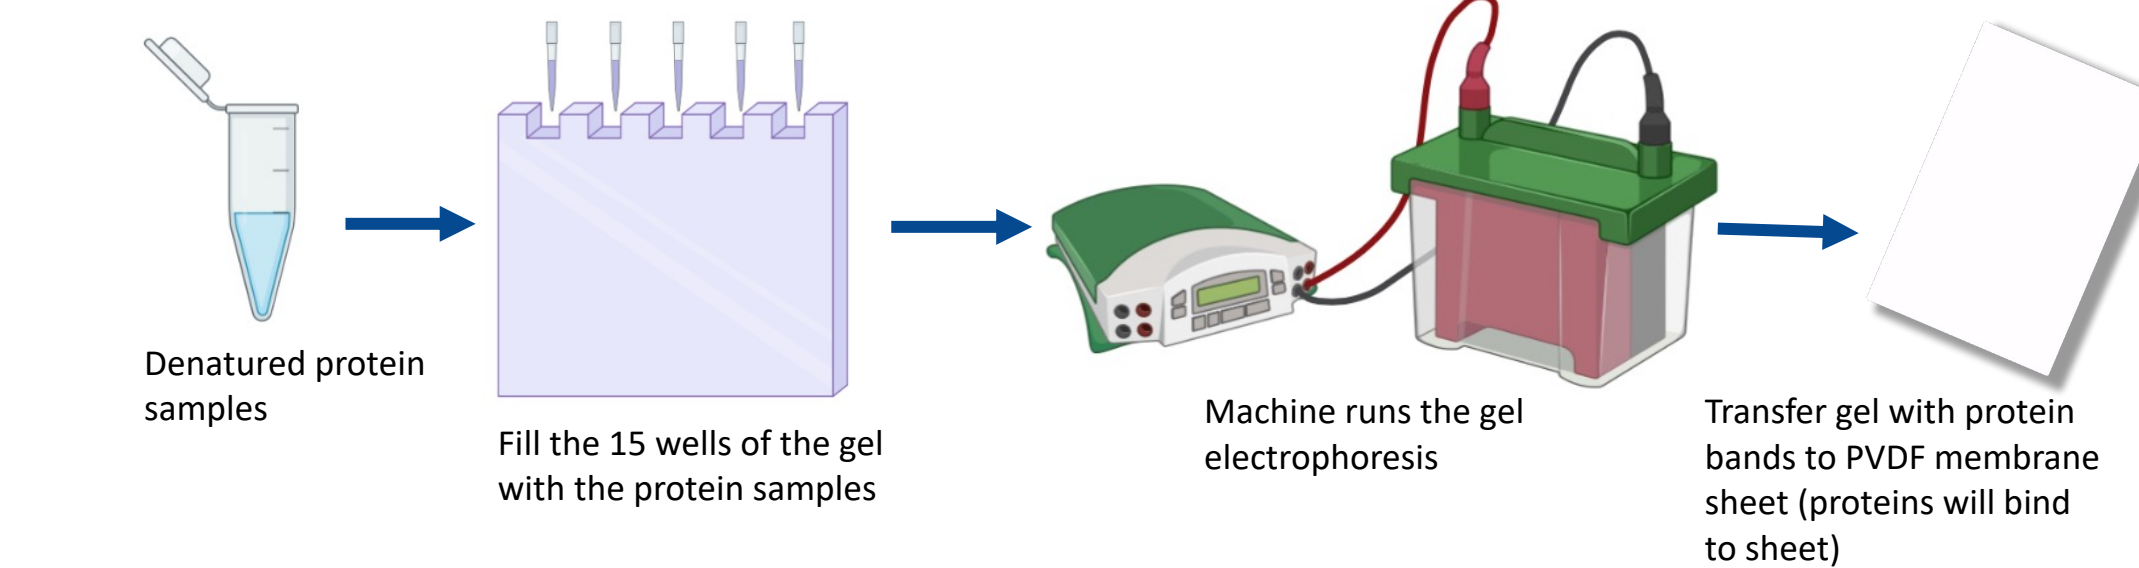 Denatured protein
samples
Fill the 15 wells of the gel
with the protein samples
Machine runs the gel
electrophoresis
Transfer gel with protein
bands to PVDF membrane
sheet (proteins will bind
to sheet)